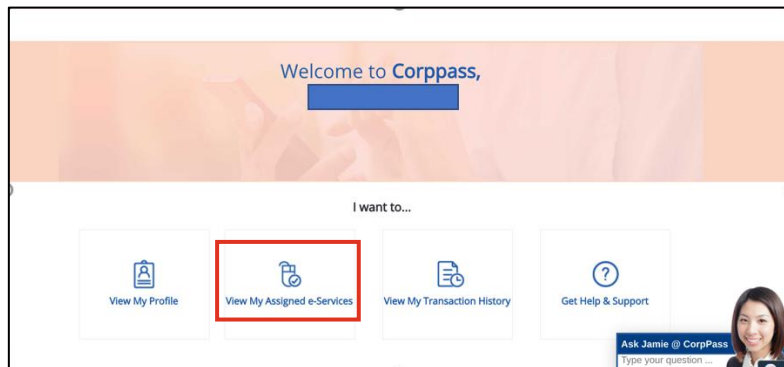 Welcome to Corppass,
I want to...
View My Profile
View My Assigned e-Services
View My Transaction History
Get Help & Support
Ask Jamie @ CorpPass
Type your question ...